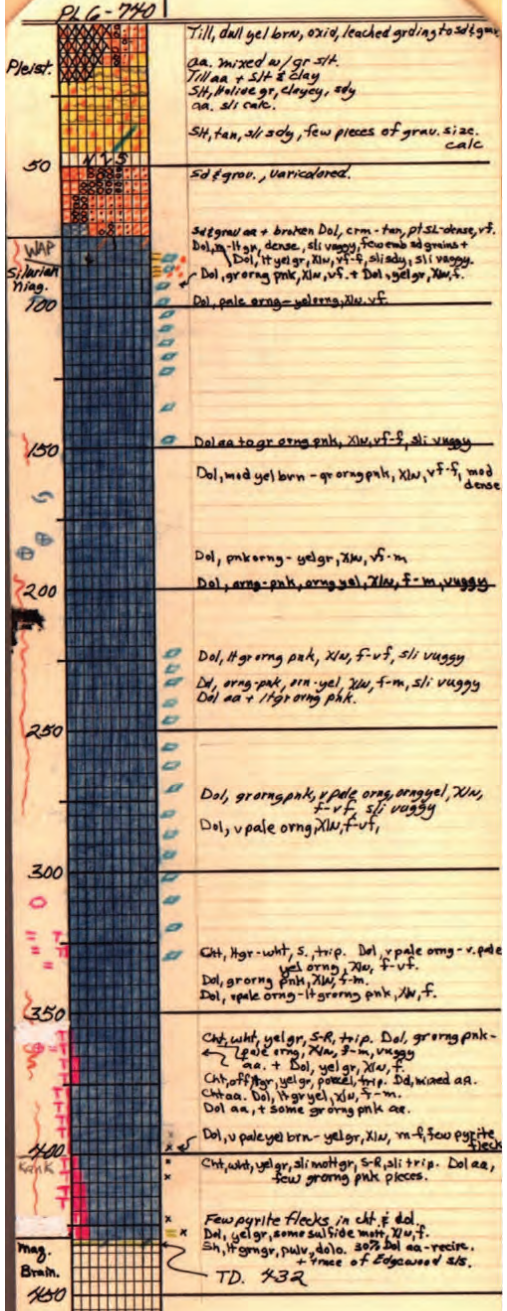 PLG-740
Till, dull yel brn, oxid, leached grding to sd & grav.
Pleist.
aa. mixed w/ gr slt.
Till aa + slt & clay
Slt, olive gr, clayey, sdy
aa. sli calc.
Slt, tan, sli sdy, few pieces of grav. size.
calc
NVS
50
Sd & grav., varicolored.
Sd & grav aa + broken Dol, crm-tan, pt SL-dense, vf.
WAP
Dol, m-lt gr, dense, sli vuggy, few emb sd grains +
Dol, lt yel gr, XLN, vf-f, sli sdy, sli vuggy.
Silurian
Dol, gr orng pnk, XLN, vf. + Dol, yel gr, XLN, f.
Niag.
100
Dol, pale orng-yel orng, XLN, vf.
Dol aa to gr orng pnk, XLN, vf-f, sli vuggy
150
Dol, mod yel brn - gr orng pnk, XLN, vf-f, mod
dense
Dol, pnk orng - yel gr, XLN, vf-m
Dol, orng-pnk, orng yel, XLN, f-m, vuggy
200
Dol, lt gr orng pnk, XLN, f-vf, sli vuggy
Dol, orng-pnk, orn-yel, XLN, f-m, sli vuggy
Dol aa + lt gr orng pnk.
250
Dol, gr orng pnk, v pale orng, orng yel, XLN,
f-vf, sli vuggy
Dol, v pale orng, XLN, f-vf,
300
Cht, lt gr-wht, S., trip. Dol, v pale orng - v. pale
yel orng, XLN, f-vf.
Dol, gr orng pnk, XLN, f-m.
Dol, v pale orng-lt gr orng pnk, XLN, f.
350
Cht, wht, yel gr, S-R, trip. Dol, gr orng pnk-
pale orng, XLN, f-m, vuggy
aa. + Dol, yel gr, XLN, f.
Cht, off/gr, yel gr, porcel, trip. Dol, mixed aa.
Cht aa. Dol, lt gr yel, XLN, f-m.
Dol aa, + some gr orng pnk aa.
Dol, v pale yel brn - yel gr, XLN, m-f, few pyrite
fleck
400
Kank
Cht, wht, yel gr, sli mott gr, S-R, sli trip. Dol aa,
few gr orng pnk pieces.
Few pyrite flecks in cht & dol.
Dol, yel gr, some sulfide mott, XLN, f.
Maq.
Sh, lt grn gr, pulv, dolo. 30% Dol aa-recirc.
+ trace of Edgewood sls.
Brain.
TD. 432
450